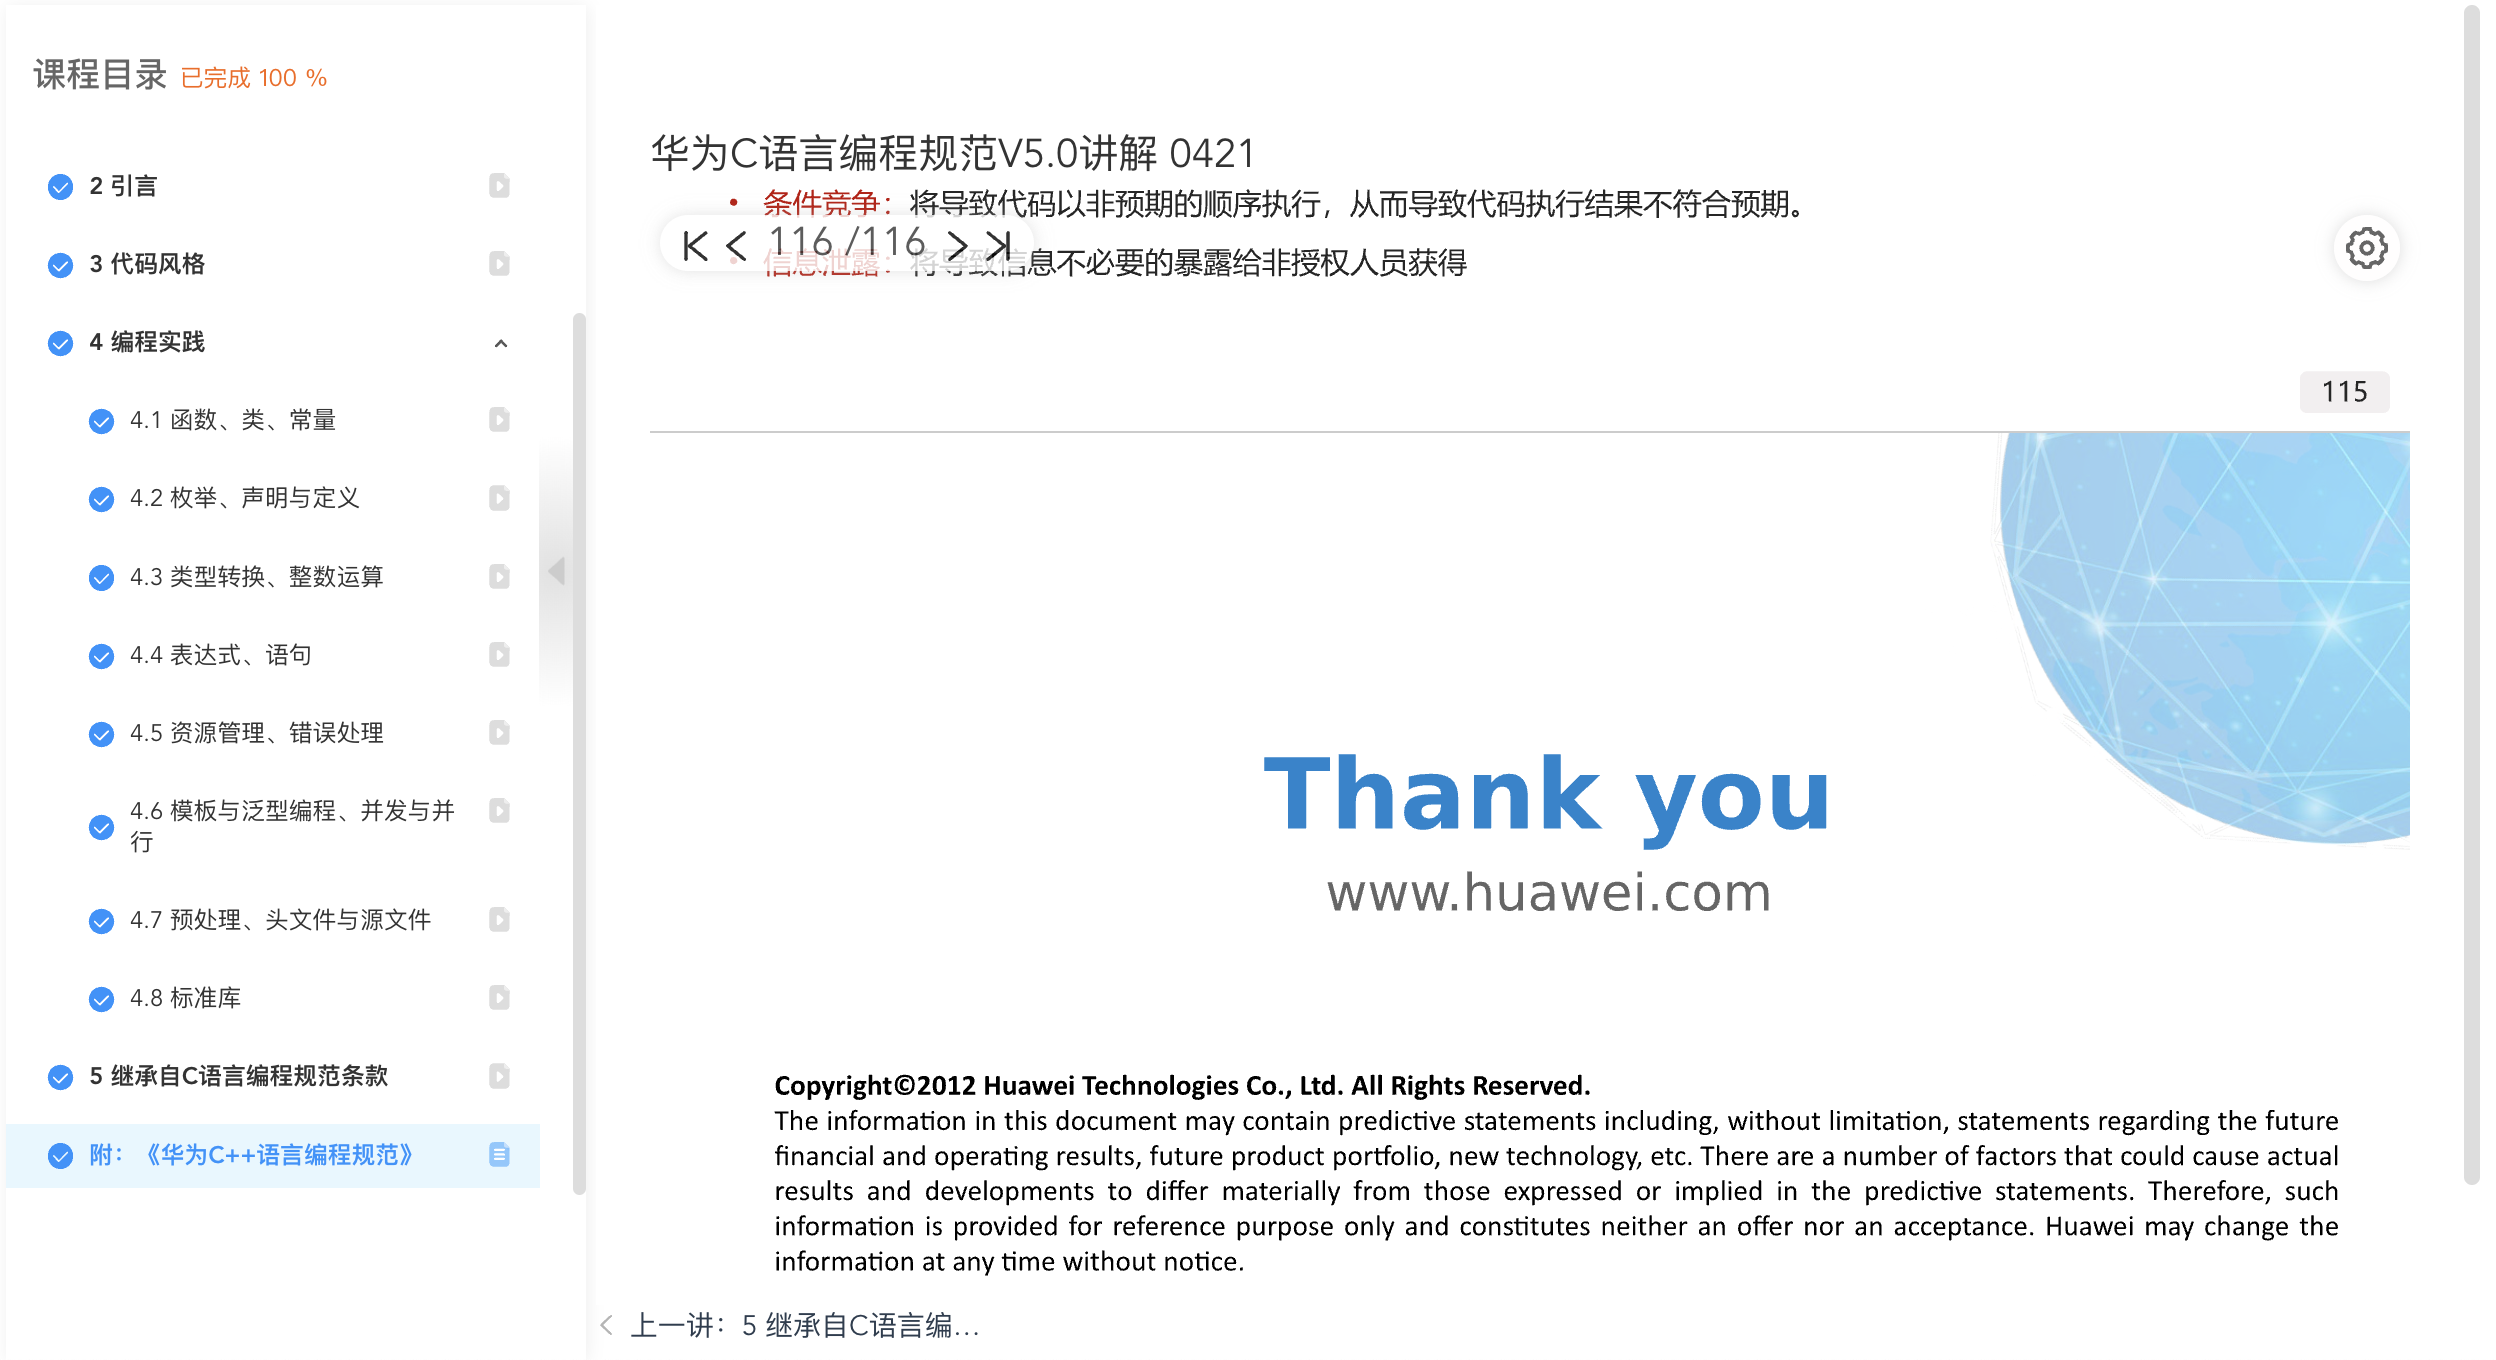 课程目录 已完成 100 %
2 引言
3 代码风格
4 编程实践
4.1 函数、类、常量
4.2 枚举、声明与定义
4.3 类型转换、整数运算
4.4 表达式、语句
4.5 资源管理、错误处理
4.6 模板与泛型编程、并发与并
行
4.7 预处理、头文件与源文件
4.8 标准库
5 继承自C语言编程规范条款
附：《华为C++语言编程规范》
华为C语言编程规范V5.0讲解 0421
• 条件竞争：将导致代码以非预期的顺序执行，从而导致代码执行结果不符合预期。
116 /116
• 信息泄露：将导致信息不必要的暴露给非授权人员获得
115
Thank you
www.huawei.com
Copyright©2012 Huawei Technologies Co., Ltd. All Rights Reserved.
The information in this document may contain predictive statements including, without limitation, statements regarding the future
financial and operating results, future product portfolio, new technology, etc. There are a number of factors that could cause actual
results and developments to differ materially from those expressed or implied in the predictive statements. Therefore, such
information is provided for reference purpose only and constitutes neither an offer nor an acceptance. Huawei may change the
information at any time without notice.
上一讲：5 继承自C语言编...